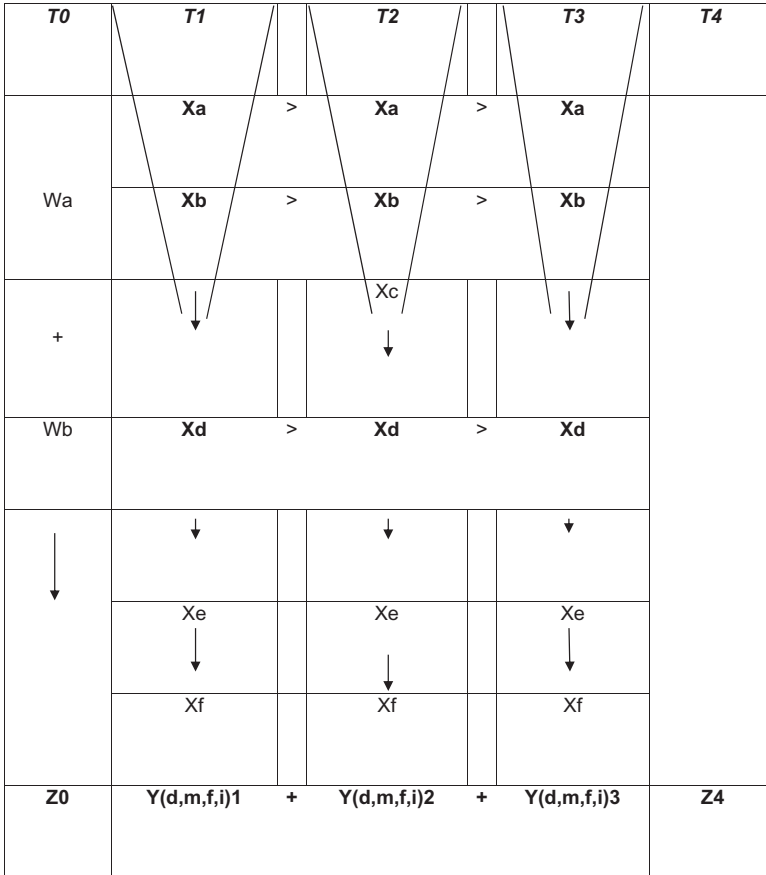 T0 T1 T2 T3 T4
Xa > Xa > Xa
Wa Xb > Xb > Xb
Xc
+
Wb Xd > Xd > Xd
Xe Xe Xe
Xf Xf Xf
Z0 Y(d,m,f,i)1 + Y(d,m,f,i)2 + Y(d,m,f,i)3 Z4